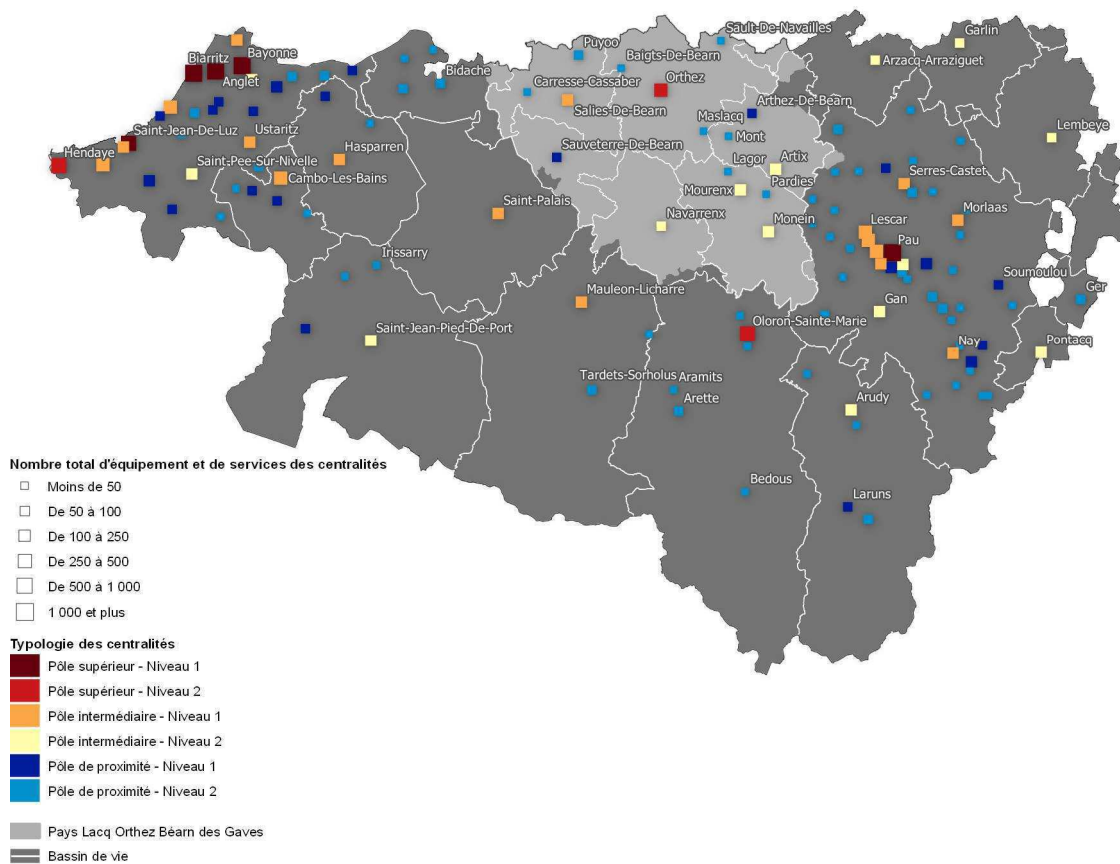 Sault-De-Navailles
Garlin
Puyoo
Baigts-De-Bearn
Bayonne
Biarritz
Anglet
Bidache
Carresse-Cassaber
Orthez
Arzacq-Arraziguet
Salies-De-Bearn
Maslacq
Arthez-De-Bearn
Mont
Lembeye
Saint-Jean-De-Luz
Ustaritz
Hasparren
Sauveterre-De-Bearn
Hendaye
Saint-Pee-Sur-Nivelle
Cambo-Les-Bains
Lagor
Artix
Serres-Castet
Mourenx
Pardies
Saint-Palais
Navarrenx
Monein
Morlaas
Lescar
Pau
Irissarry
Soumoulou
Ger
Mauleon-Licharre
Gan
Saint-Jean-Pied-De-Port
Oloron-Sainte-Marie
Nay
Pontacq
Tardets-Sorholus
Aramits
Arette
Arudy
Bedous
Laruns
Nombre total d'équipement et de services des centralités
Moins de 50
De 50 à 100
De 100 à 250
De 250 à 500
De 500 à 1 000
1 000 et plus
Typologie des centralités
Pôle supérieur - Niveau 1
Pôle supérieur - Niveau 2
Pôle intermédiaire - Niveau 1
Pôle intermédiaire - Niveau 2
Pôle de proximité - Niveau 1
Pôle de proximité - Niveau 2
Pays Lacq Orthez Béarn des Gaves
Bassin de vie